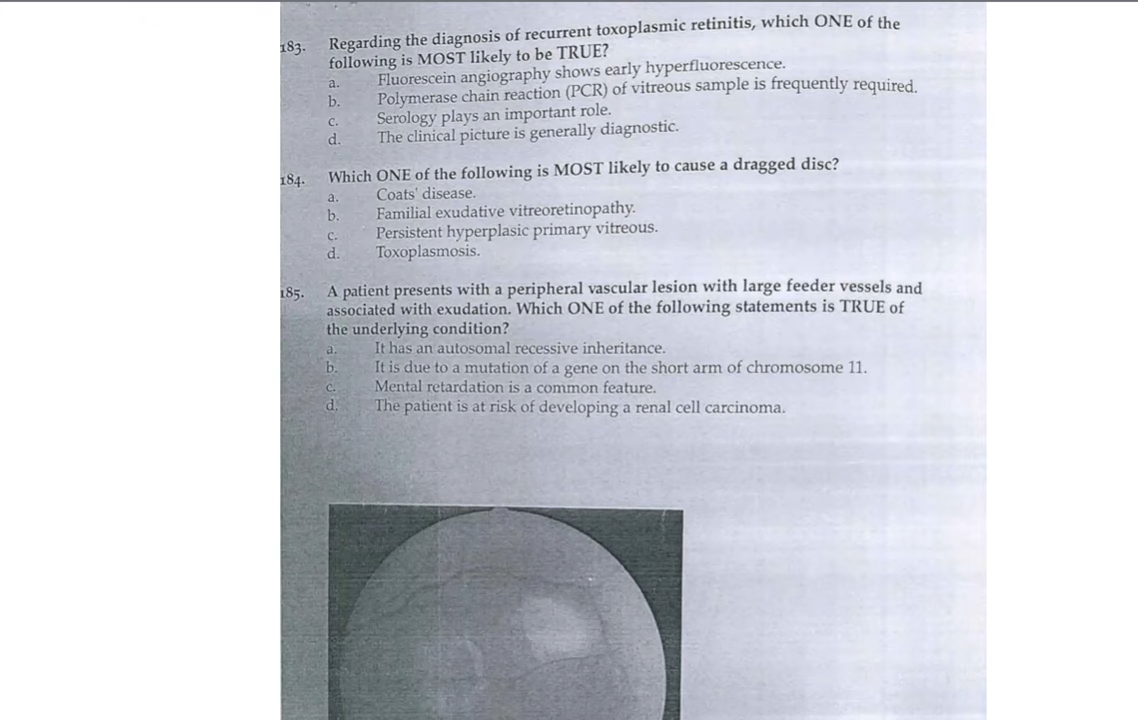 183. Regarding the diagnosis of recurrent toxoplasmic retinitis, which ONE of the
following is MOST likely to be TRUE?
a. Fluorescein angiography shows early hyperfluorescence.
b. Polymerase chain reaction (PCR) of vitreous sample is frequently required.
c. Serology plays an important role.
d. The clinical picture is generally diagnostic.
184. Which ONE of the following is MOST likely to cause a dragged disc?
a. Coats' disease.
b. Familial exudative vitreoretinopathy.
c. Persistent hyperplasic primary vitreous.
d. Toxoplasmosis.
185. A patient presents with a peripheral vascular lesion with large feeder vessels and
associated with exudation. Which ONE of the following statements is TRUE of
the underlying condition?
a. It has an autosomal recessive inheritance.
b. It is due to a mutation of a gene on the short arm of chromosome 11.
c. Mental retardation is a common feature.
d. The patient is at risk of developing a renal cell carcinoma.